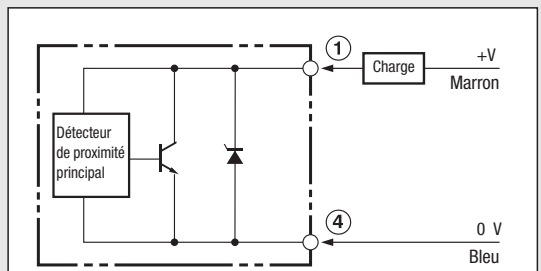 1
Charge
+V
Marron
Détecteur
de proximité
principal
4
0 V
Bleu